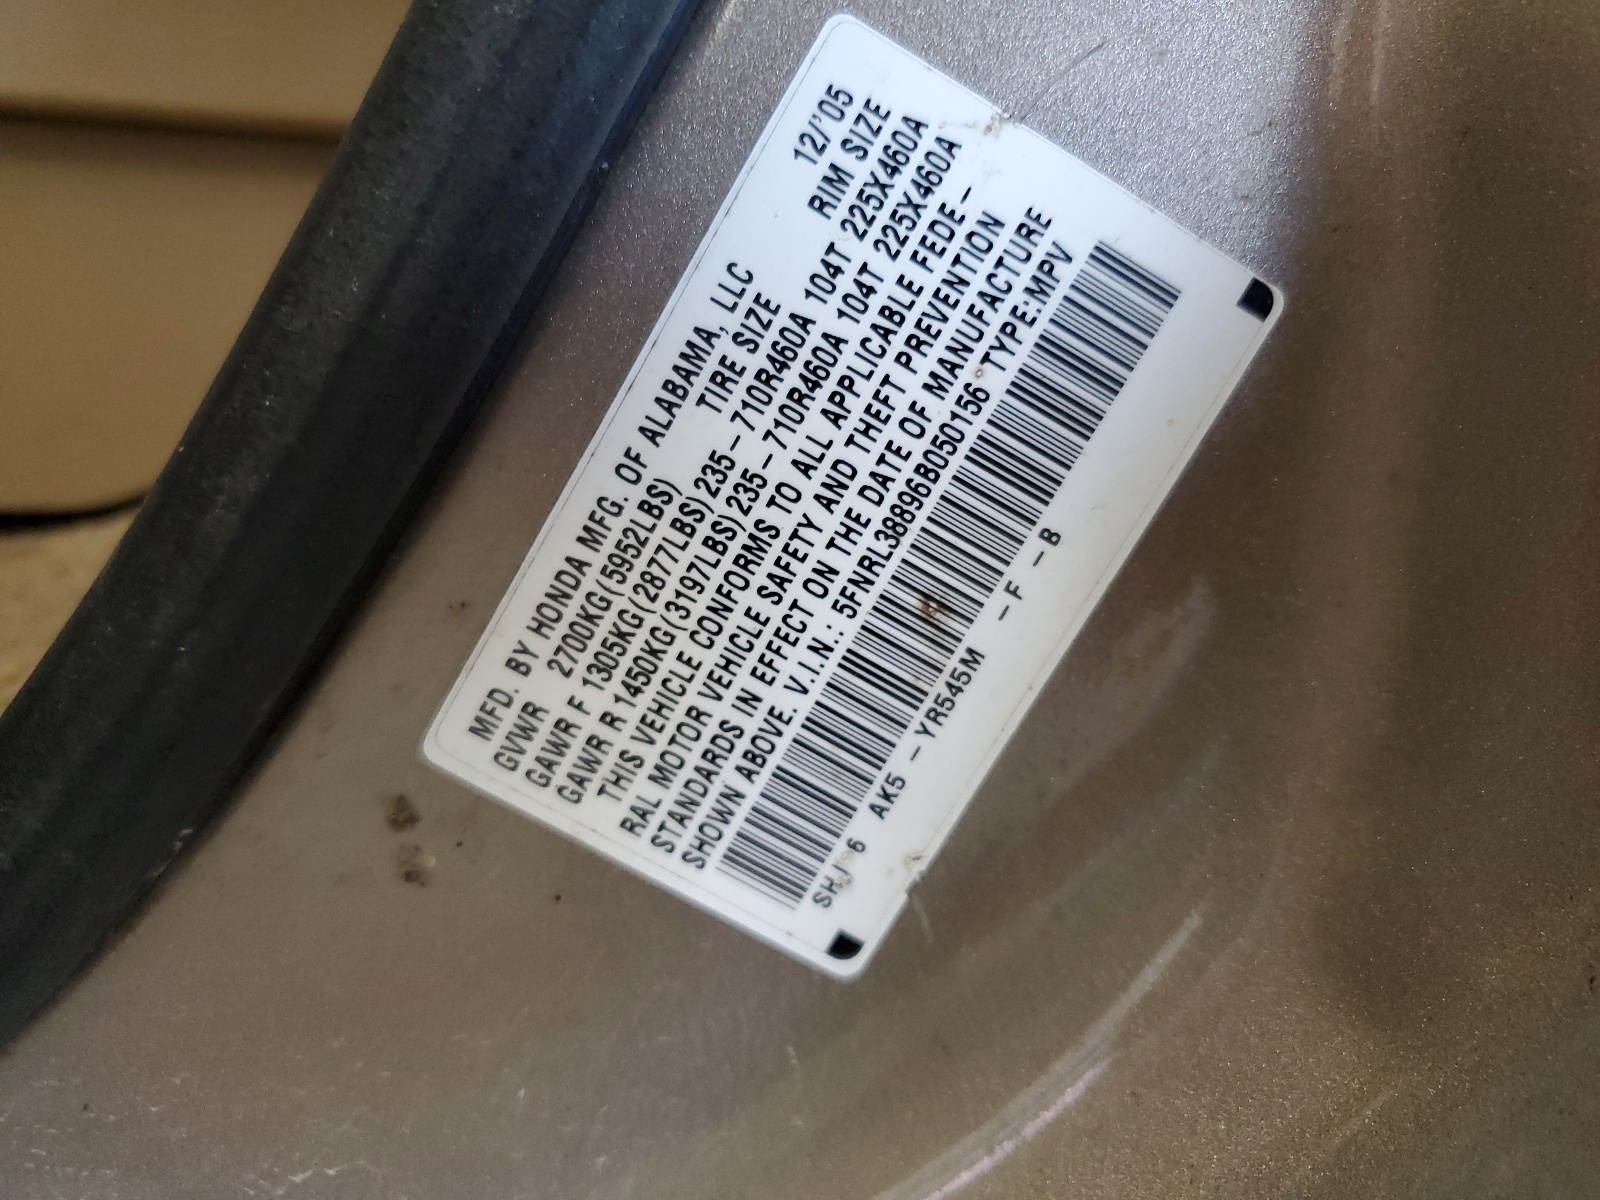 MFD. BY HONDA MFG. OF ALABAMA, LLC 12/'05
GVWR 2700KG(5952LBS) TIRE SIZE RIM SIZE
GAWR F 1305KG(2877LBS) 235-710R460A 104T 225X460A
GAWR R 1450KG(3197LBS) 235-710R460A 104T 225X460A
THIS VEHICLE CONFORMS TO ALL APPLICABLE FEDE-
RAL MOTOR VEHICLE SAFETY AND THEFT PREVENTION
STANDARDS IN EFFECT ON THE DATE OF MANUFACTURE
SHOWN ABOVE. V.I.N.: 5FNRL38896B050156 TYPE:MPV
SHJ 6 AK5 -YR545M -F -B